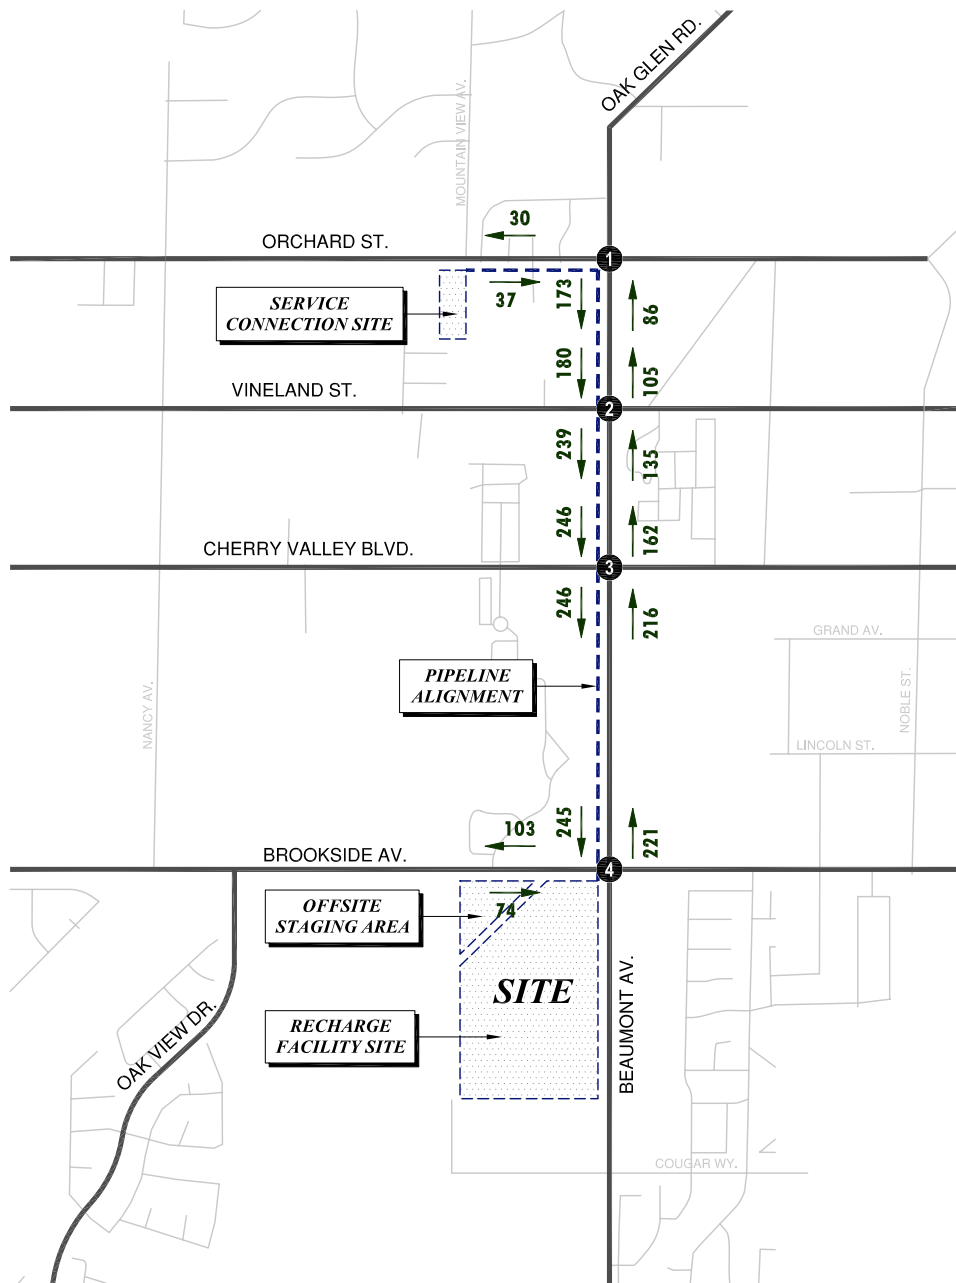 OAK GLEN RD.
MOUNTAIN VIEW AV.
30
ORCHARD ST.
1
37
173
86
SERVICE
CONNECTION SITE
180
105
VINELAND ST.
2
239
135
246
162
CHERRY VALLEY BLVD.
3
246
216
GRAND AV.
PIPELINE
ALIGNMENT
NANCY AV.
NOBLE ST.
LINCOLN ST.
103
245
221
BROOKSIDE AV.
4
74
OFFSITE
STAGING AREA
SITE
BEAUMONT AV.
OAK VIEW DR.
RECHARGE
FACILITY SITE
COUGAR WY.